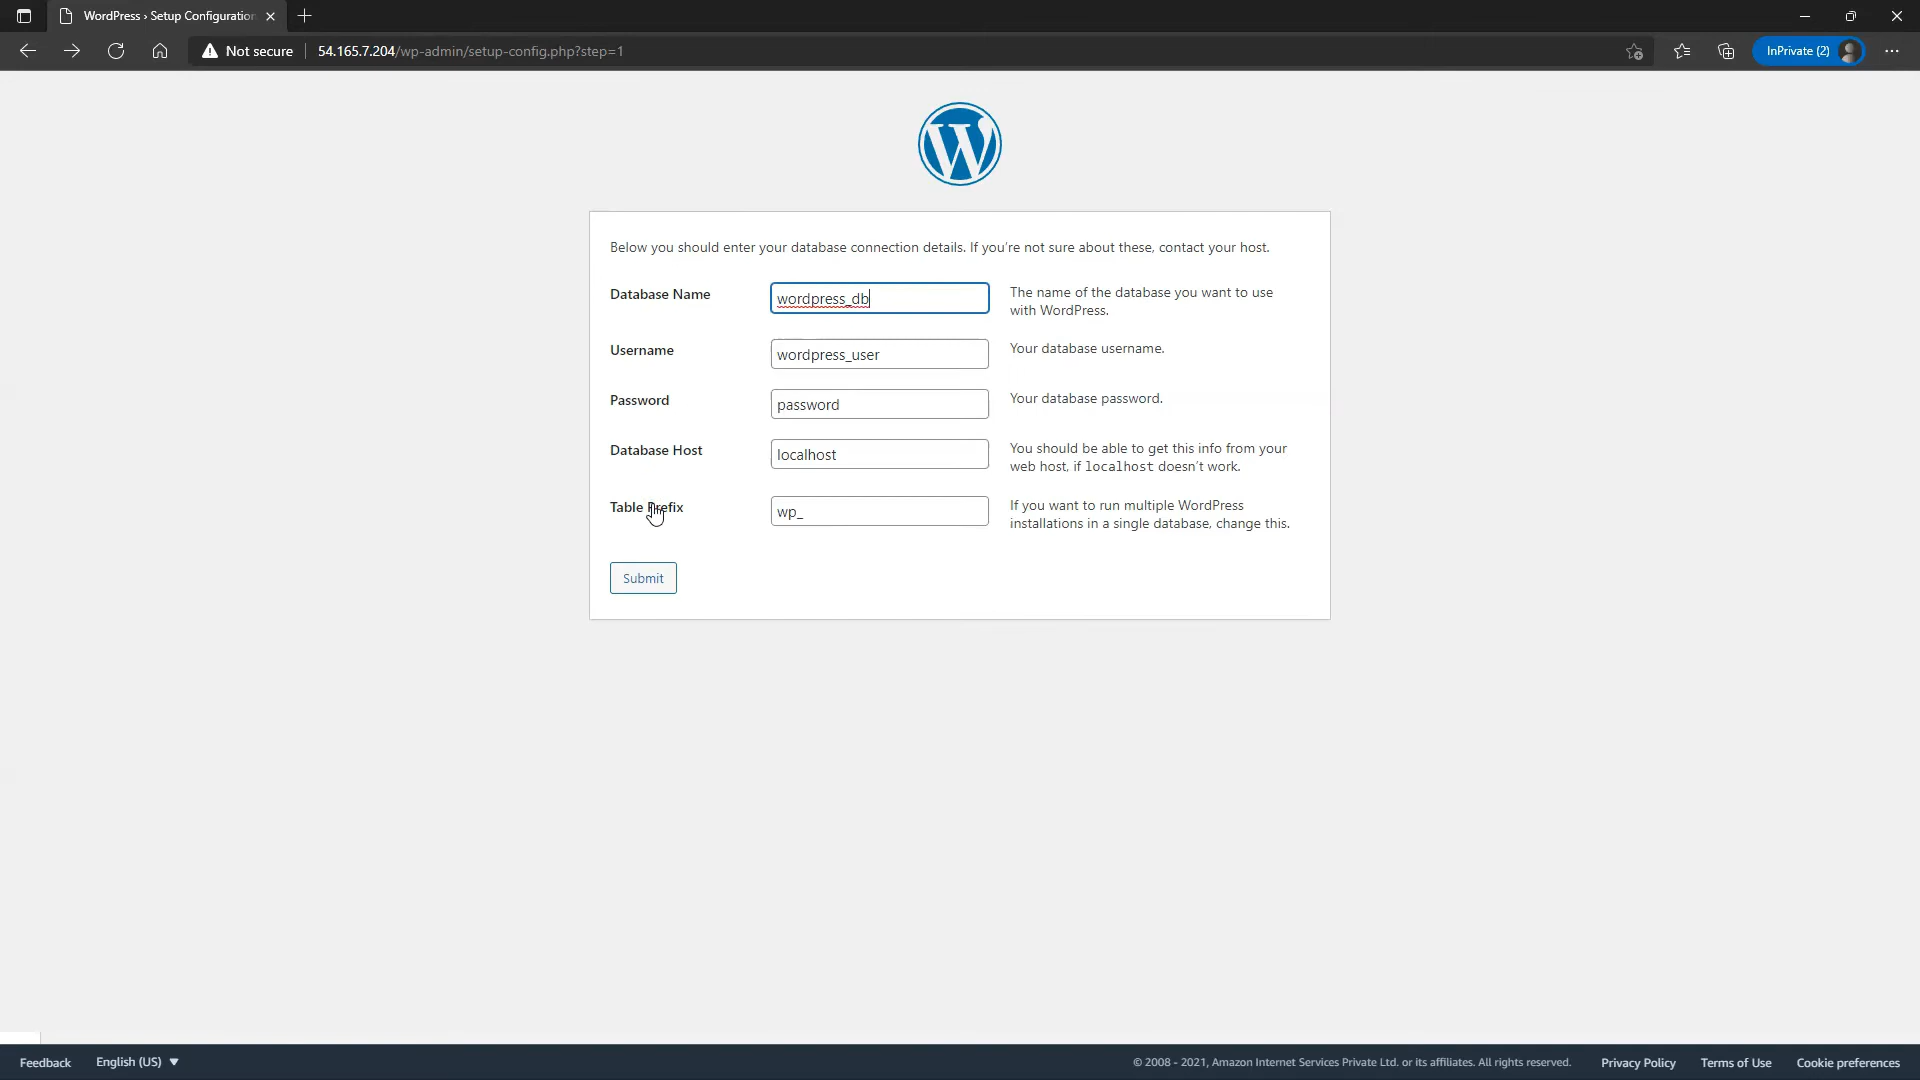 WordPress › Setup Configuration
Not secure 54.165.7.204/wp-admin/setup-config.php?step=1 InPrivate (2)
Below you should enter your database connection details. If you're not sure about these, contact your host.
Database Name wordpress_db The name of the database you want to use
with WordPress.
Username wordpress_user Your database username.
Password password Your database password.
Database Host localhost You should be able to get this info from your
web host, if localhost doesn't work.
Table Prefix wp_ If you want to run multiple WordPress
installations in a single database, change this.
Submit
Feedback English (US) © 2008 - 2021, Amazon Internet Services Private Ltd. or its affiliates. All rights reserved. Privacy Policy Terms of Use Cookie preferences